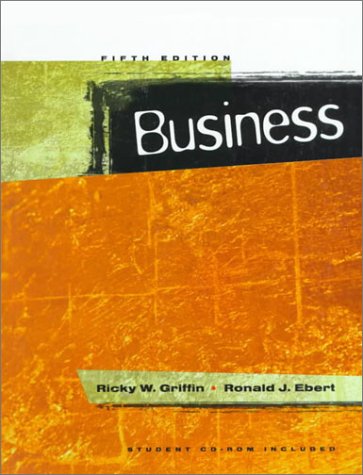 FIFTH EDITION
Business
Ricky W. Griffin • Ronald J. Ebert
STUDENT CD-ROM INCLUDED